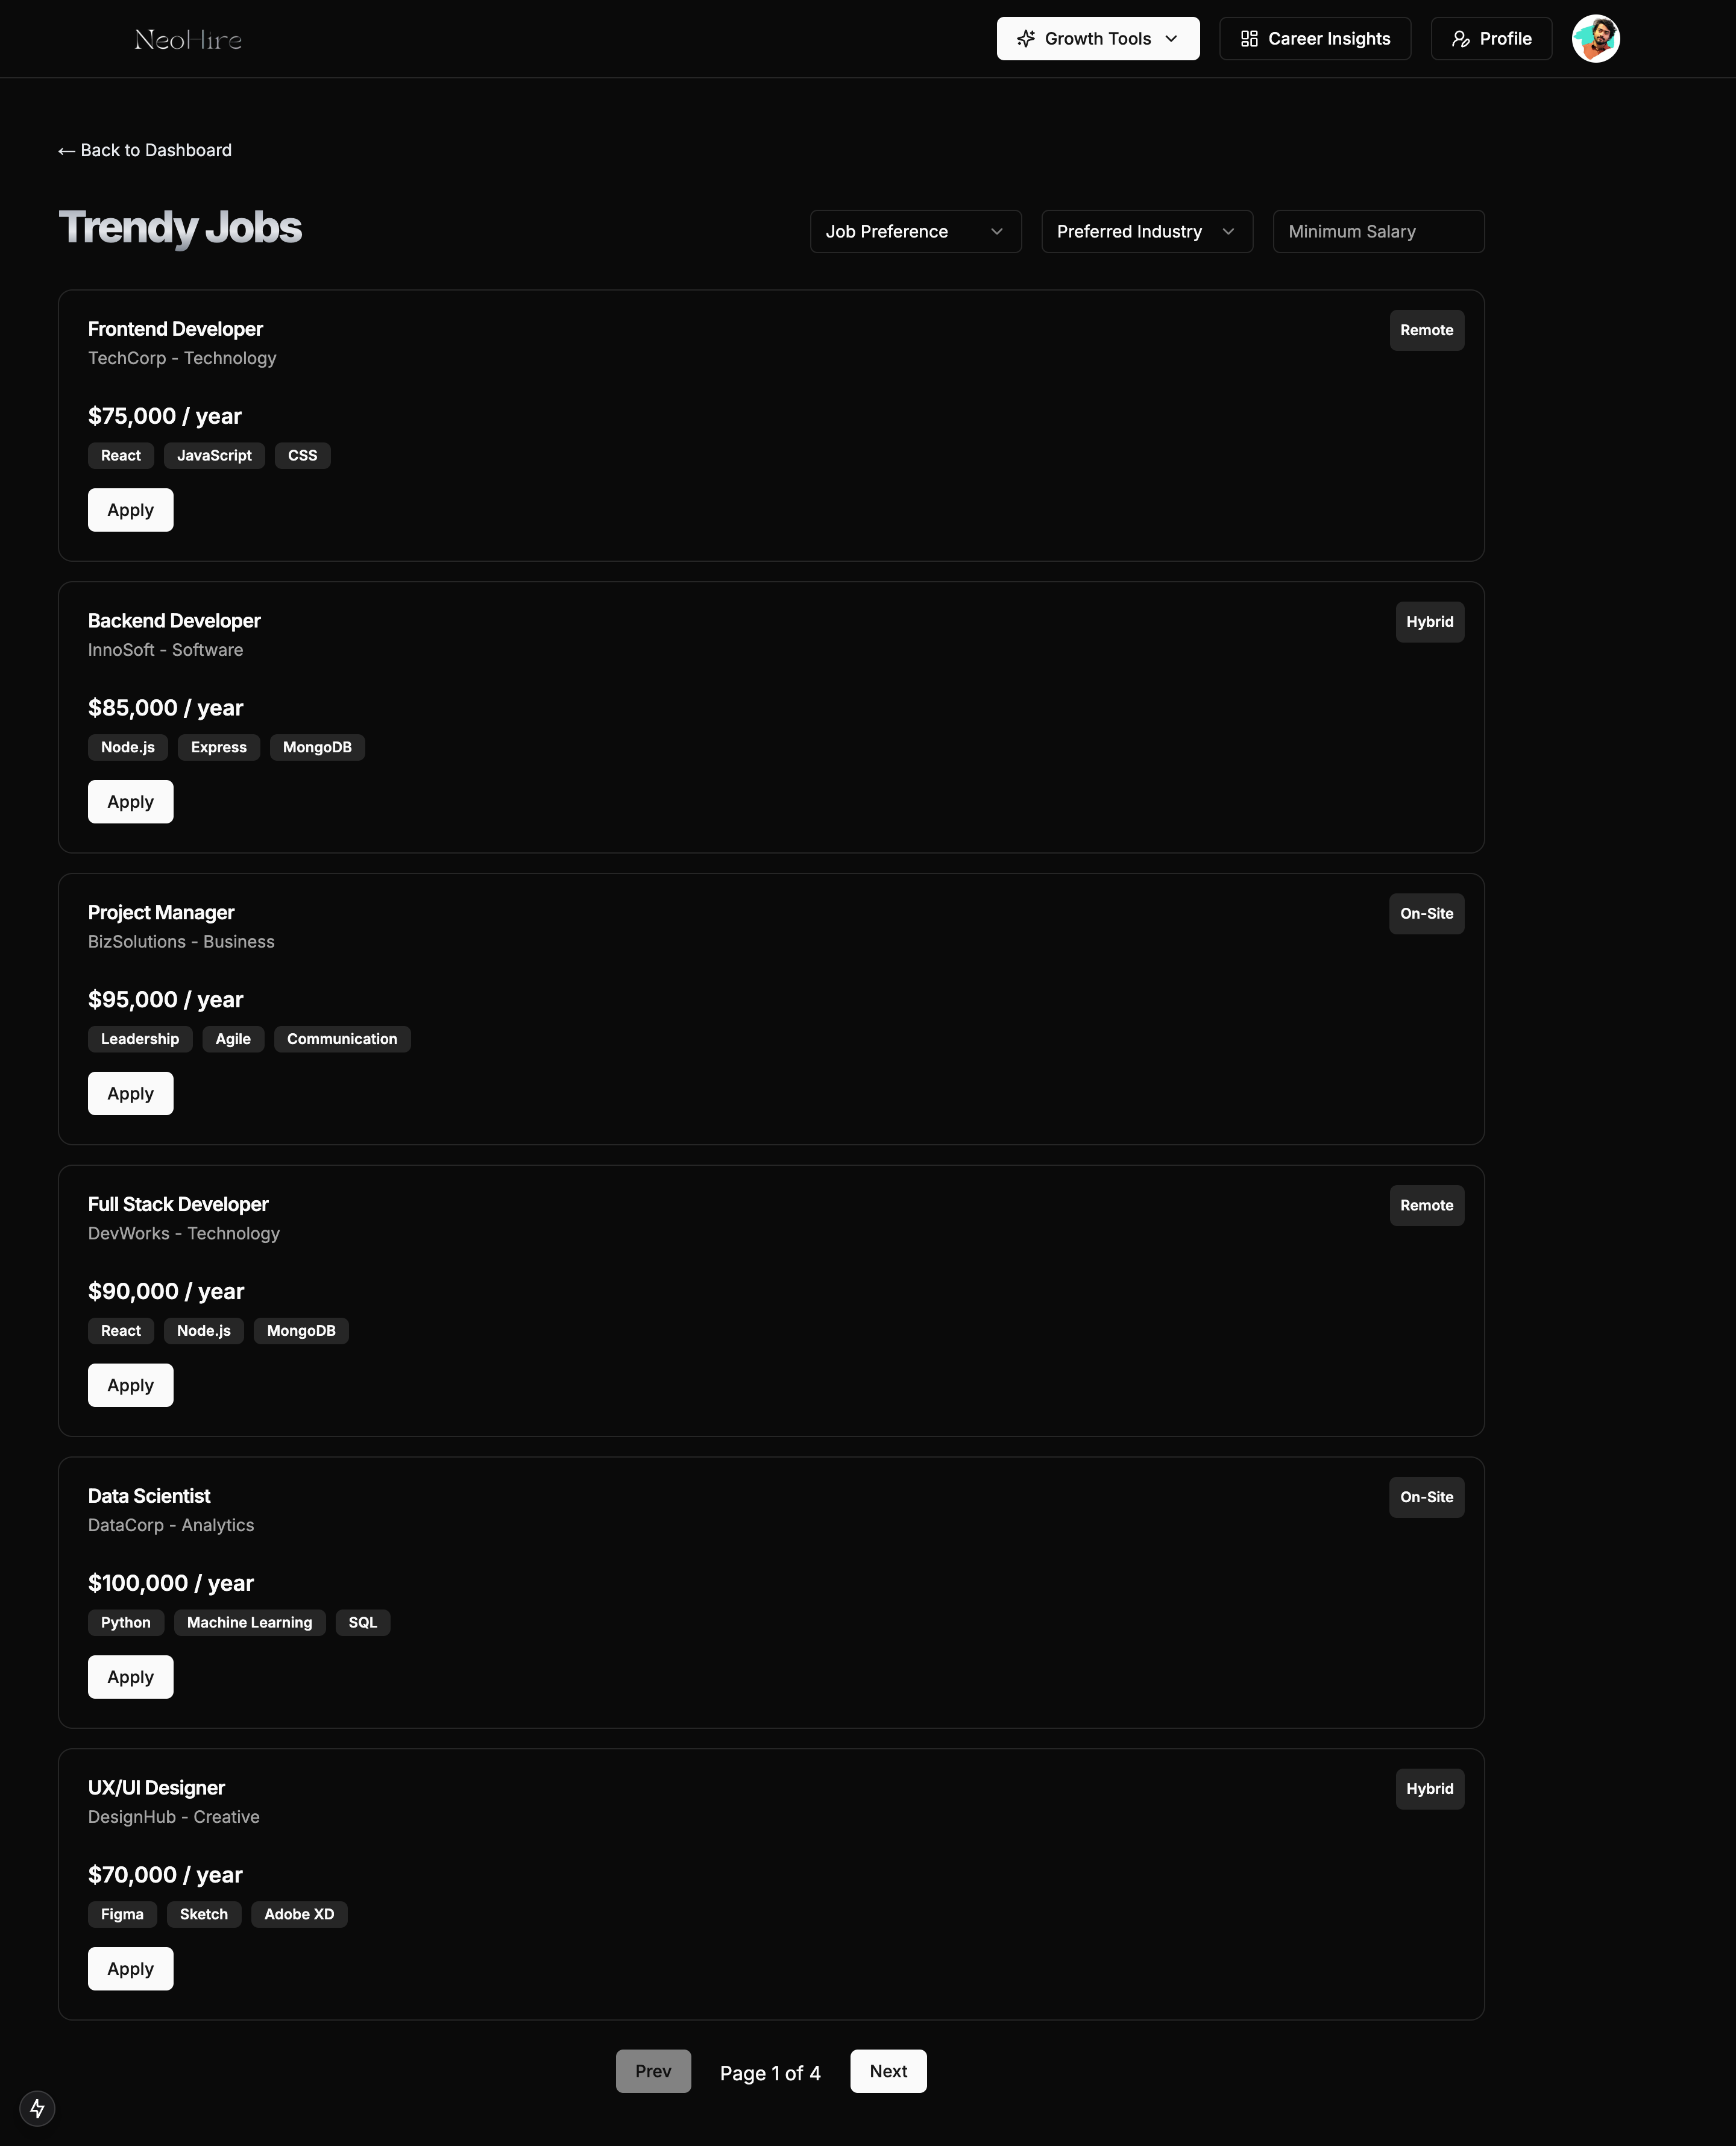 NeoHire
Growth Tools
Career Insights
Profile
← Back to Dashboard
Trendy Jobs
Job Preference
Preferred Industry
Minimum Salary
Frontend Developer
Remote
TechCorp - Technology
$75,000 / year
React JavaScript CSS
Apply
Backend Developer
Hybrid
InnoSoft - Software
$85,000 / year
Node.js Express MongoDB
Apply
Project Manager
On-Site
BizSolutions - Business
$95,000 / year
Leadership Agile Communication
Apply
Full Stack Developer
Remote
DevWorks - Technology
$90,000 / year
React Node.js MongoDB
Apply
Data Scientist
On-Site
DataCorp - Analytics
$100,000 / year
Python Machine Learning SQL
Apply
UX/UI Designer
Hybrid
DesignHub - Creative
$70,000 / year
Figma Sketch Adobe XD
Apply
Prev Page 1 of 4 Next